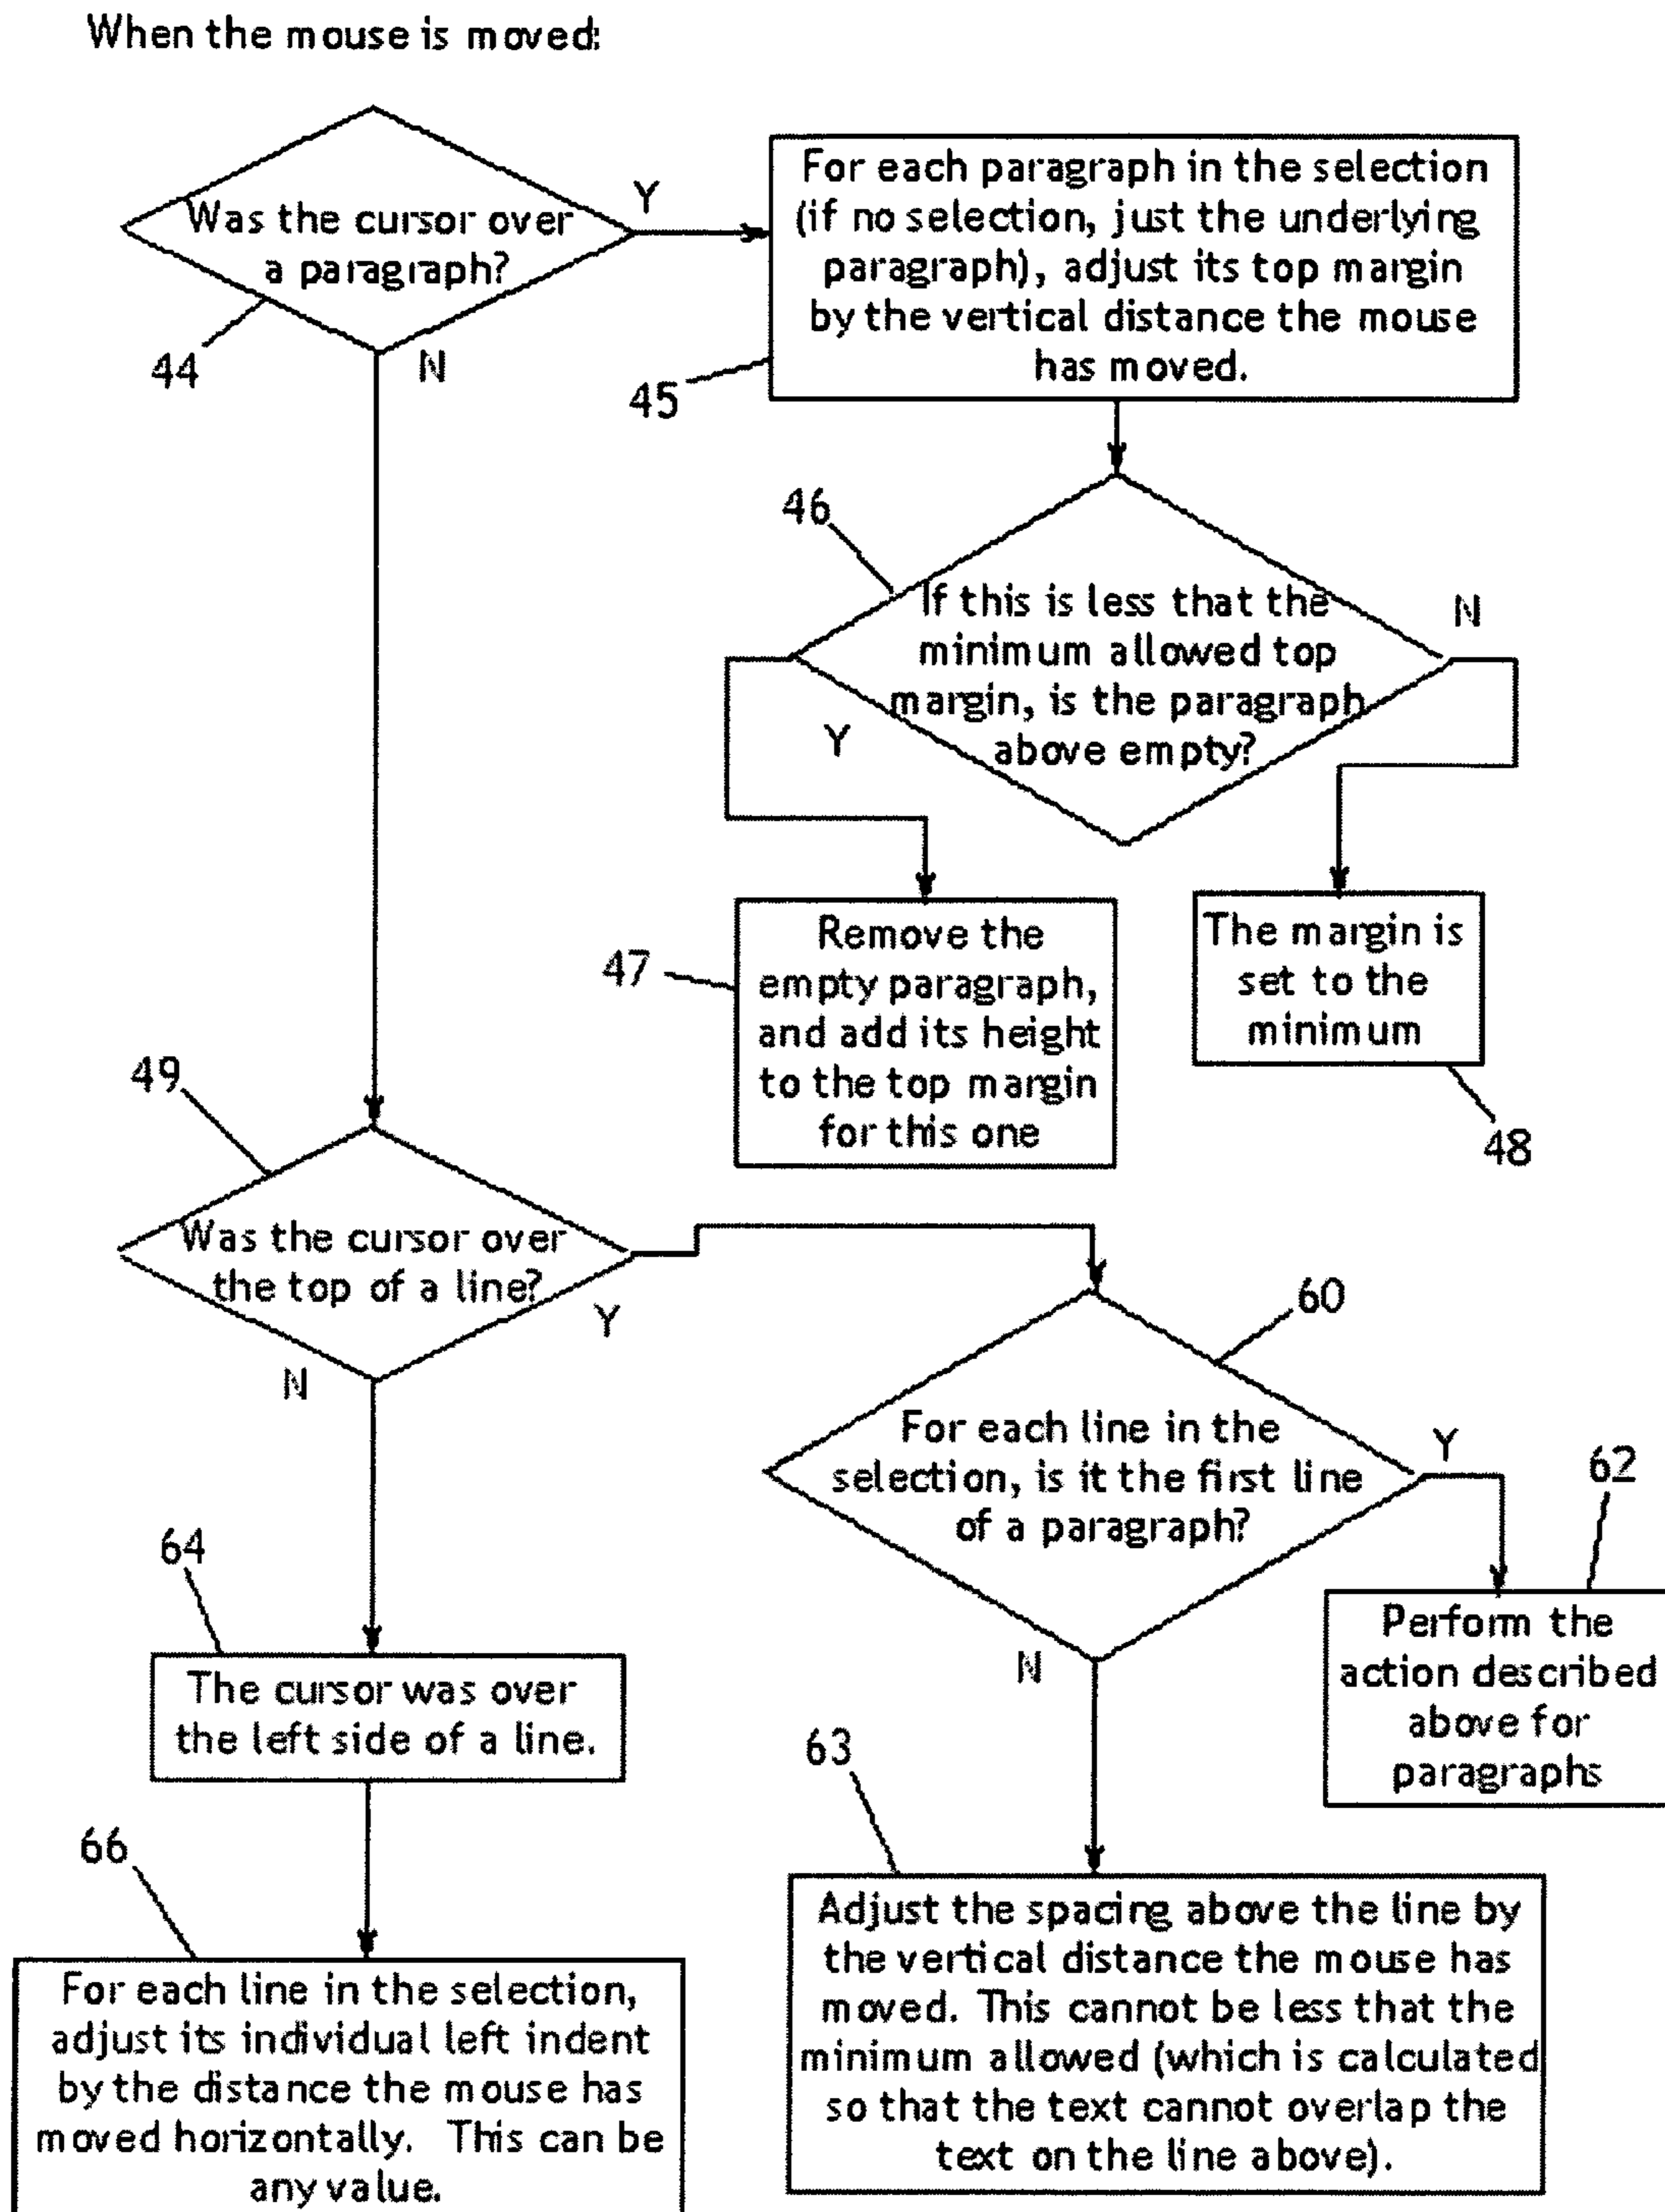 When the mouse is moved:
Was the cursor over
a paragraph?
Y
N
44
For each paragraph in the selection
(if no selection, just the underlying
paragraph), adjust its top margin
by the vertical distance the mouse
has moved.
45
46
If this is less that the
minimum allowed top
margin, is the paragraph
above empty?
N
Y
47
Remove the
empty paragraph,
and add its height
to the top margin
for this one
The margin is
set to the
minimum
48
49
Was the cursor over
the top of a line?
Y
N
60
For each line in the
selection, is it the first line
of a paragraph?
Y
N
62
Perform the
action described
above for
paragraphs
63
Adjust the spacing above the line by
the vertical distance the mouse has
moved. This cannot be less that the
minimum allowed (which is calculated
so that the text cannot overlap the
text on the line above).
64
The cursor was over
the left side of a line.
66
For each line in the selection,
adjust its individual left indent
by the distance the mouse has
moved horizontally. This can be
any value.